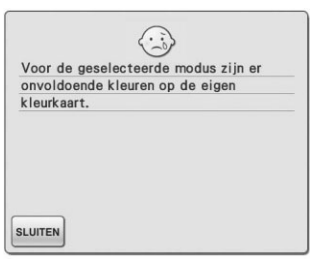 Voor de geselecteerde modus zijn er
onvoldoende kleuren op de eigen
kleurkaart.
SLUITEN